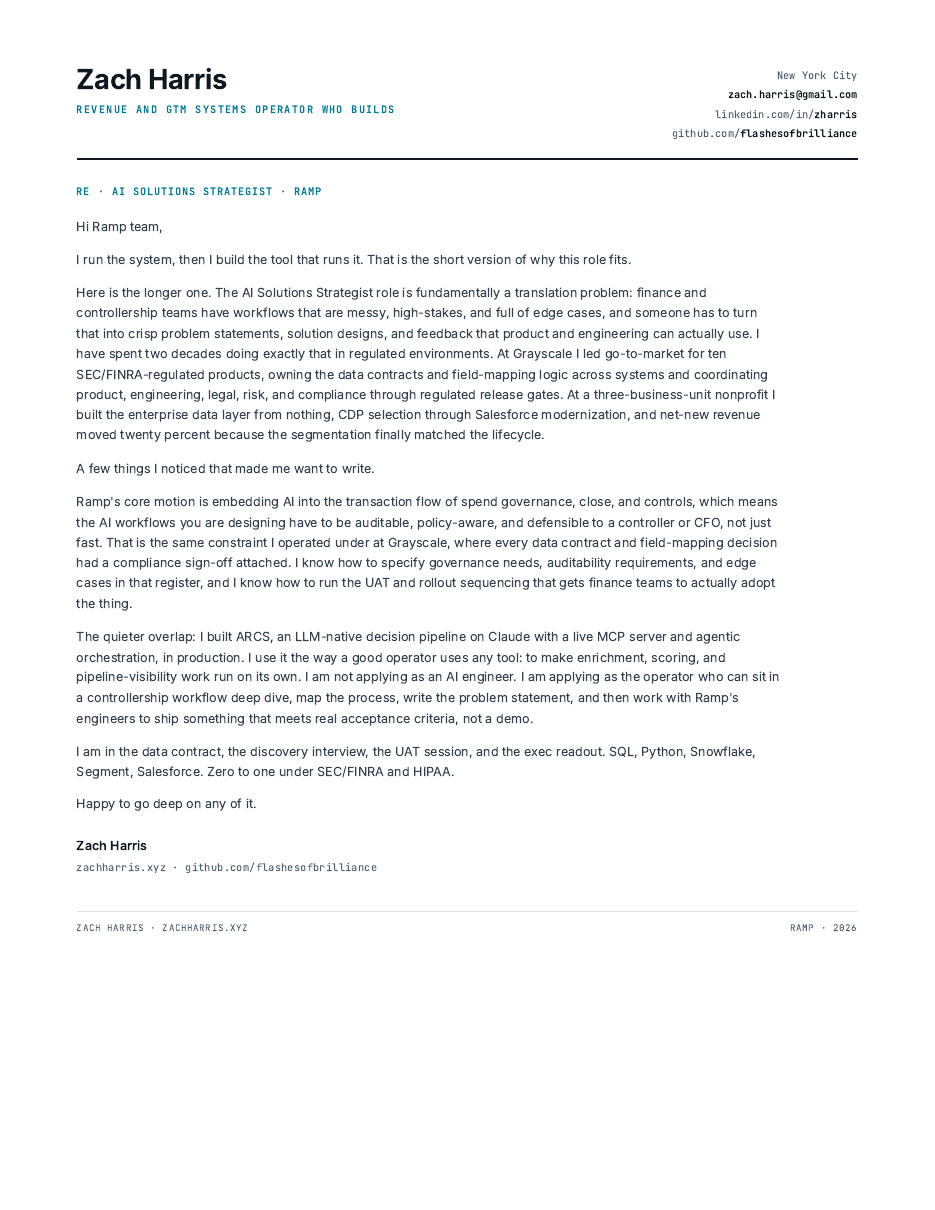 Zach Harris
REVENUE AND GTM SYSTEMS OPERATOR WHO BUILDS
New York City
zach.harris@gmail.com
linkedin.com/in/zharris
github.com/flashesofbrilliance
RE · AI SOLUTIONS STRATEGIST · RAMP
Hi Ramp team,
I run the system, then I build the tool that runs it. That is the short version of why this role fits.
Here is the longer one. The AI Solutions Strategist role is fundamentally a translation problem: finance and
controllership teams have workflows that are messy, high-stakes, and full of edge cases, and someone has to turn
that into crisp problem statements, solution designs, and feedback that product and engineering can actually use. I
have spent two decades doing exactly that in regulated environments. At Grayscale I led go-to-market for ten
SEC/FINRA-regulated products, owning the data contracts and field-mapping logic across systems and coordinating
product, engineering, legal, risk, and compliance through regulated release gates. At a three-business-unit nonprofit I
built the enterprise data layer from nothing, CDP selection through Salesforce modernization, and net-new revenue
moved twenty percent because the segmentation finally matched the lifecycle.
A few things I noticed that made me want to write.
Ramp's core motion is embedding AI into the transaction flow of spend governance, close, and controls, which means
the AI workflows you are designing have to be auditable, policy-aware, and defensible to a controller or CFO, not just
fast. That is the same constraint I operated under at Grayscale, where every data contract and field-mapping decision
had a compliance sign-off attached. I know how to specify governance needs, auditability requirements, and edge
cases in that register, and I know how to run the UAT and rollout sequencing that gets finance teams to actually adopt
the thing.
The quieter overlap: I built ARCS, an LLM-native decision pipeline on Claude with a live MCP server and agentic
orchestration, in production. I use it the way a good operator uses any tool: to make enrichment, scoring, and
pipeline-visibility work run on its own. I am not applying as an AI engineer. I am applying as the operator who can sit in
a controllership workflow deep dive, map the process, write the problem statement, and then work with Ramp's
engineers to ship something that meets real acceptance criteria, not a demo.
I am in the data contract, the discovery interview, the UAT session, and the exec readout. SQL, Python, Snowflake,
Segment, Salesforce. Zero to one under SEC/FINRA and HIPAA.
Happy to go deep on any of it.
Zach Harris
zachharris.xyz · github.com/flashesofbrilliance
ZACH HARRIS · ZACHHARRIS.XYZ
RAMP · 2026